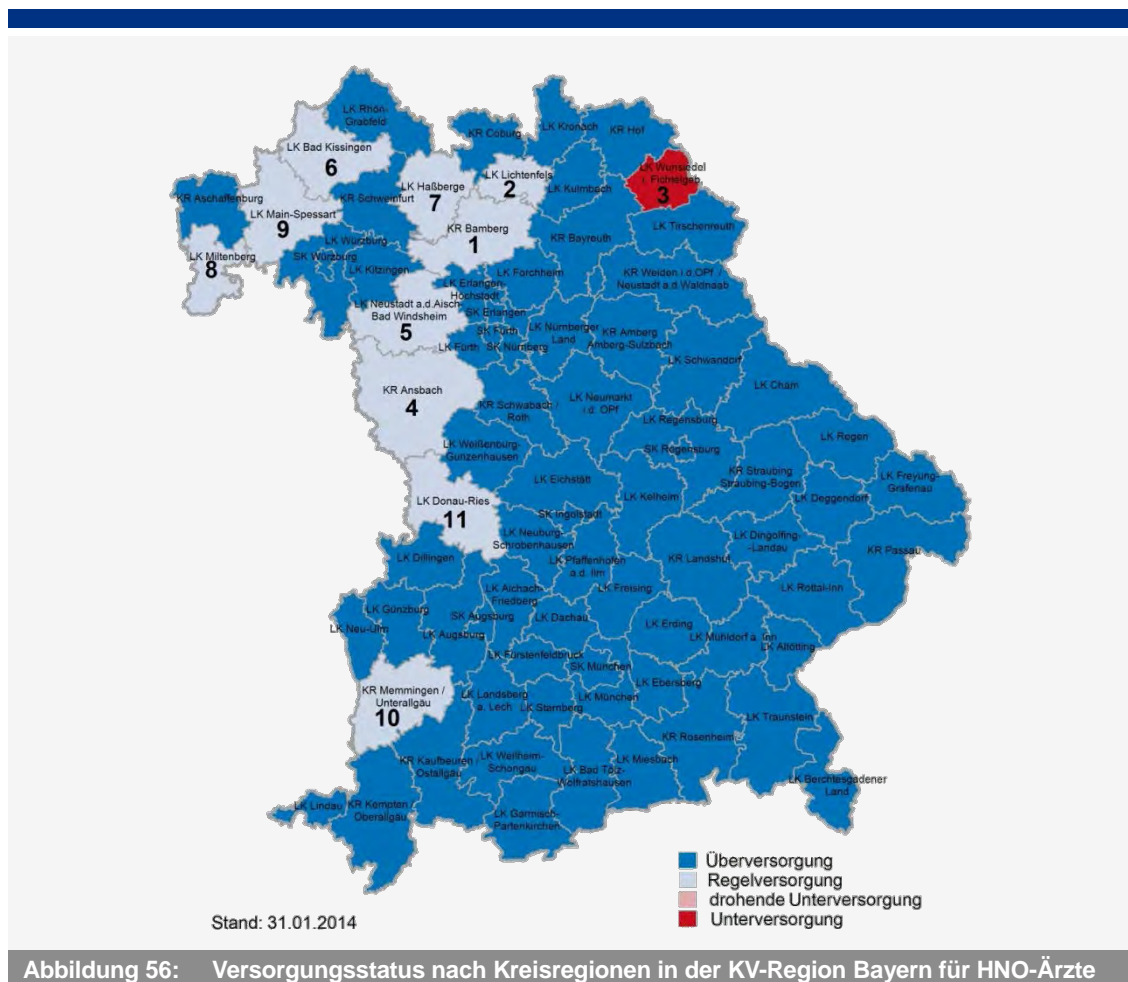 LK Rhön-
Grabfeld
KR Coburg
LK Kronach
KR Hof
LK Bad Kissingen
6
LK Lichtenfels
2
LK Wunsiedel
i. Fichtelgeb.
3
LK Haßberge
7
LK Kulmbach
KR Aschaffenburg
KR Schweinfurt
LK Main-Spessart
9
KR Bamberg
1
LK Tirschenreuth
KR Bayreuth
LK Würzburg
SK Würzburg
LK Miltenberg
8
LK Kitzingen
LK Forchheim
KR Weiden i.d.OPf /
Neustadt a.d.Waldnaab
LK Erlangen-
Höchstadt
LK Neustadt a.d.Aisch-
Bad Windsheim
5
SK Erlangen
SK Fürth
LK Nürnberger
Land
KR Amberg
Amberg-Sulzbach
LK Fürth
SK Nürnberg
LK Schwandorf
LK Cham
KR Ansbach
4
KR Schwabach /
Roth
LK Neumarkt
i.d. OPf
LK Regensburg
SK Regensburg
LK Regen
LK Weißenburg-
Gunzenhausen
KR Straubing
Straubing-Bogen
LK Freyung-
Grafenau
LK Eichstätt
LK Kelheim
LK Deggendorf
LK Donau-Ries
11
SK Ingolstadt
LK Neuburg-
Schrobenhausen
LK Dingolfing-
-Landau
KR Passau
LK Dillingen
LK Pfaffenhofen
a.d. Ilm
KR Landshut
LK Aichach-
Friedberg
LK Freising
LK Rottal-Inn
LK Günzburg
SK Augsburg
LK Dachau
LK Erding
LK Neu-Ulm
LK Augsburg
LK Mühldorf a. Inn
LK Altötting
LK Fürstenfeldbruck
SK München
LK Ebersberg
KR Memmingen /
Unterallgäu
10
LK Landsberg
a. Lech
LK Starnberg
LK München
LK Traunstein
KR Rosenheim
KR Kaufbeuren /
Ostallgäu
LK Weilheim-
Schongau
LK Miesbach
LK Bad Tölz-
Wolfratshausen
LK Berchtesgadener
Land
LK Lindau
KR Kempten /
Oberallgäu
LK Garmisch-
Partenkirchen
Überversorgung
Regelversorgung
drohende Unterversorgung
Unterversorgung
Stand: 31.01.2014
Abbildung 56: Versorgungsstatus nach Kreisregionen in der KV-Region Bayern für HNO-Ärzte